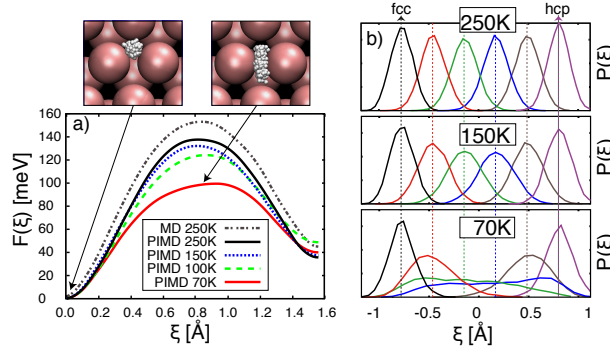 a)
F(ξ) [meV]
160
140
120
100
80
60
40
20
0
MD 250K
PIMD 250K
PIMD 150K
PIMD 100K
PIMD 70K
0.0 0.2 0.4 0.6 0.8 1.0 1.2 1.4 1.6
ξ [Å]
b)
fcc hcp
250K
P(ξ)
150K
P(ξ)
70K
P(ξ)
-1 -0.5 0 0.5 1
ξ [Å]